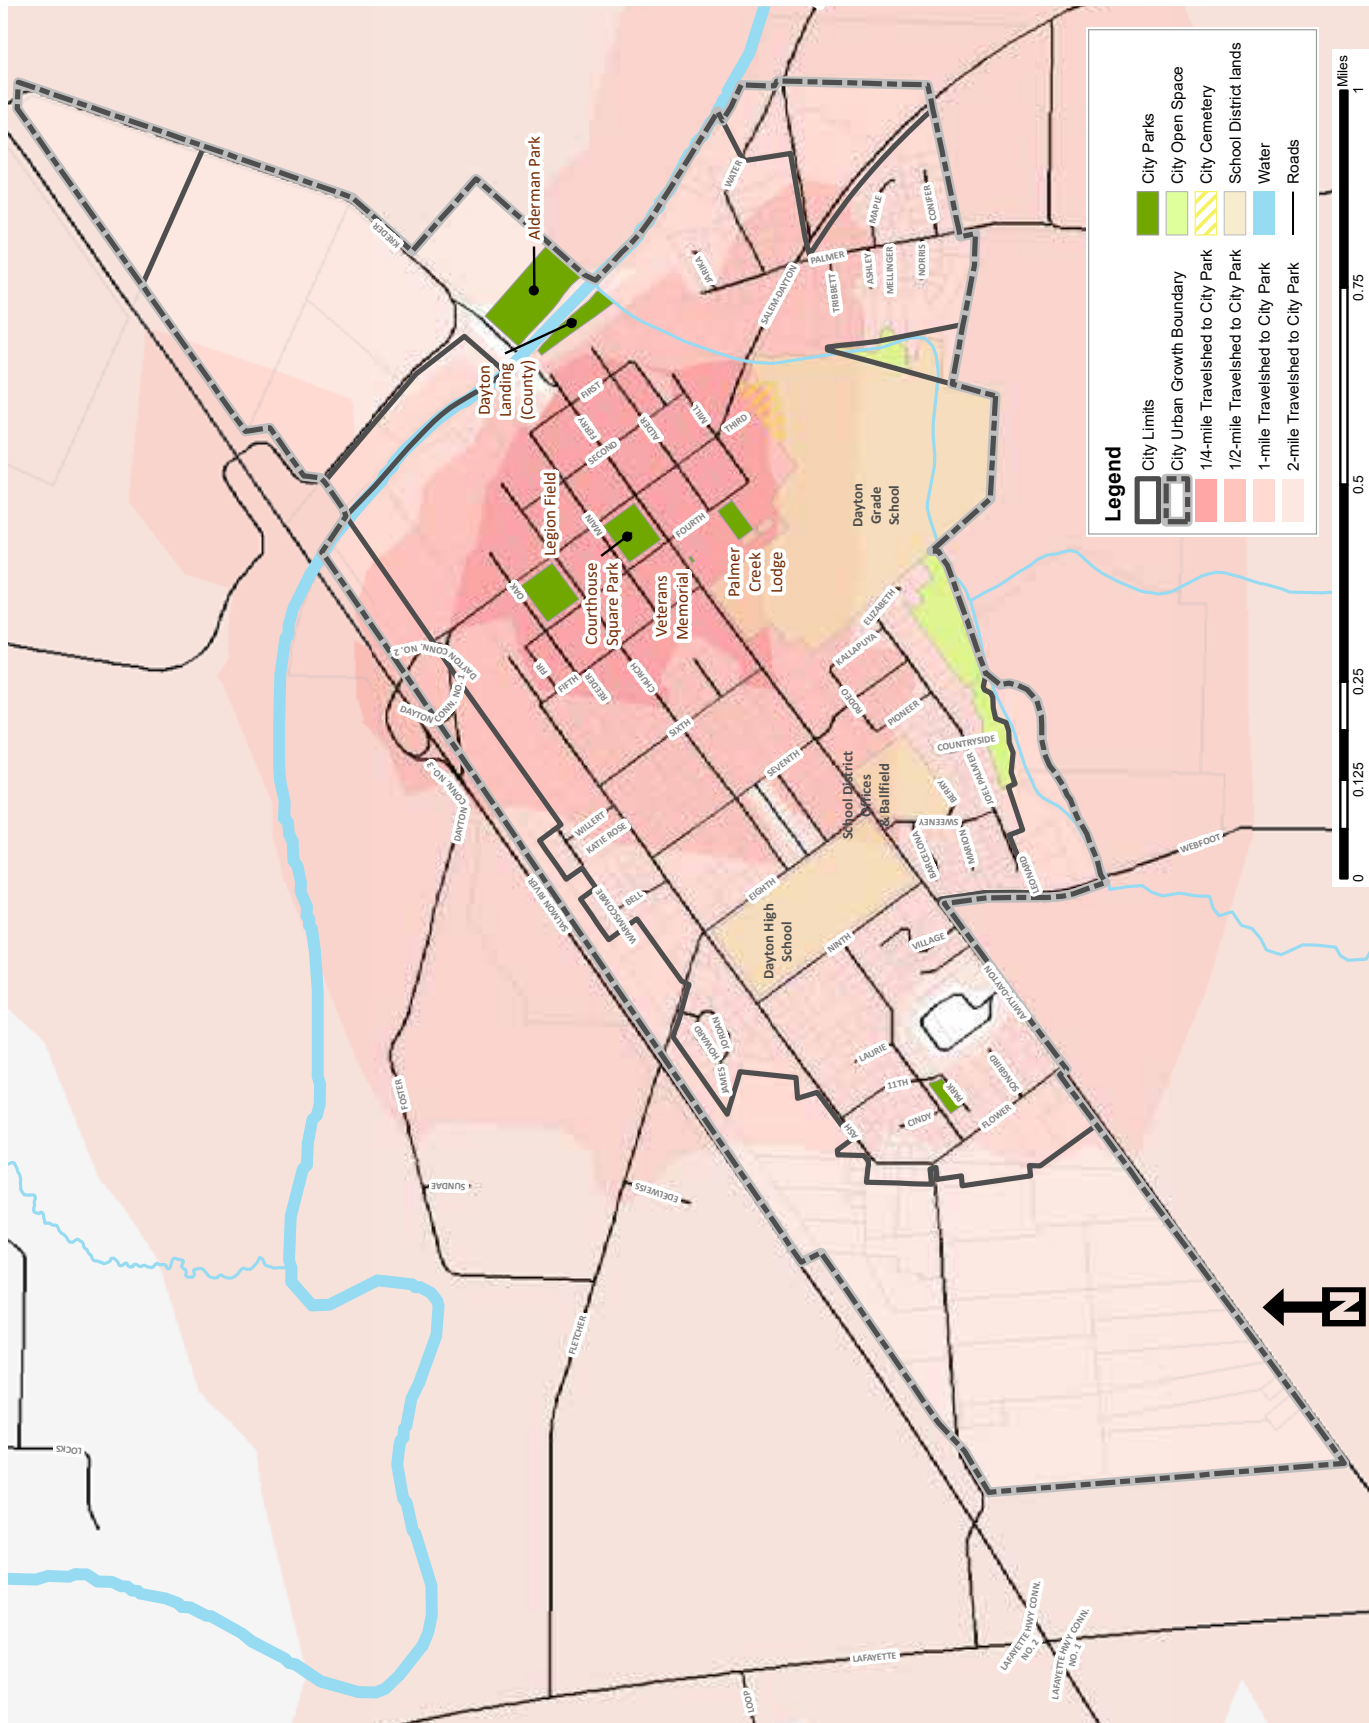 KREDER
Alderman Park
Dayton
Landing
(County)
WATER
JARIKA
SALEM-DAYTON
PALMER
TRIBBETT
ASHLEY
MELLINGER
NORRIS
MAPLE
CONIFER
FIRST
FERRY
SECOND
ALDER
MILL
THIRD
Legion Field
MAIN
OAK
Courthouse
Square Park
FOURTH
Veterans
Memorial
Palmer
Creek
Lodge
Dayton
Grade
School
DAYTON CONN. NO. 2
DAYTON CONN. NO. 1
DAYTON CONN. NO. 3
DAYTON
FIR
FIFTH
REEDER
CHURCH
SIXTH
SEVENTH
ELIZABETH
KALLAPUYA
RODEO
PIONEER
COUNTRYSIDE
JOEL PALMER
BERRY
SWEENEY
MARION
BARCELONA
LEONARD
WEBFOOT
School District
Offices
& Ballfield
WILLERT
KATIE ROSE
BELL
WARMSCOMBE
SALMON RIVER
EIGHTH
Dayton High
School
NINTH
VILLAGE
AMITY-DAYTON
HOWARD
JORDAN
JAMES
LAURIE
11TH
PARK
CINDY
SONGBIRD
FLOWER
ASH
FOSTER
SUNDAE
EDELWEISS
FLETCHER
LOCKS
LAFAYETTE
LOOP
LAFAYETTE HWY CONN.
NO. 2
LAFAYETTE HWY CONN.
NO. 1
Legend
City Limits
City Urban Growth Boundary
1/4-mile Travelshed to City Park
1/2-mile Travelshed to City Park
1-mile Travelshed to City Park
2-mile Travelshed to City Park
City Parks
City Open Space
City Cemetery
School District lands
Water
Roads
0 0.125 0.25 0.5 0.75 1
Miles
N